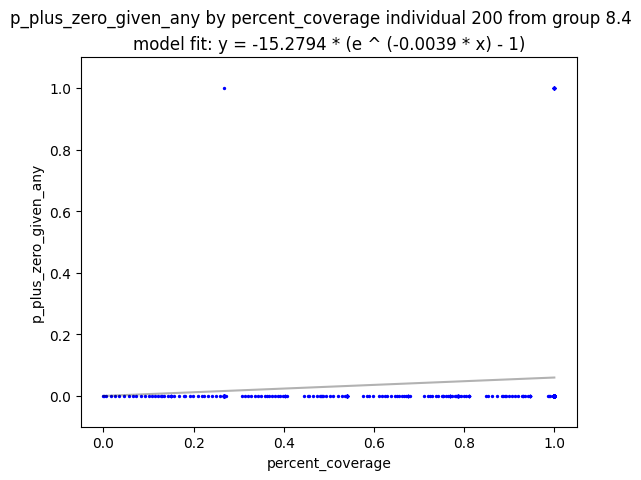 p_plus_zero_given_any by percent_coverage individual 200 from group 8.4
model fit: y = -15.2794 * (e ^ (-0.0039 * x) - 1)
1.0
0.8
0.6
0.4
0.2
0.0
p_plus_zero_given_any
0.0 0.2 0.4 0.6 0.8 1.0
percent_coverage